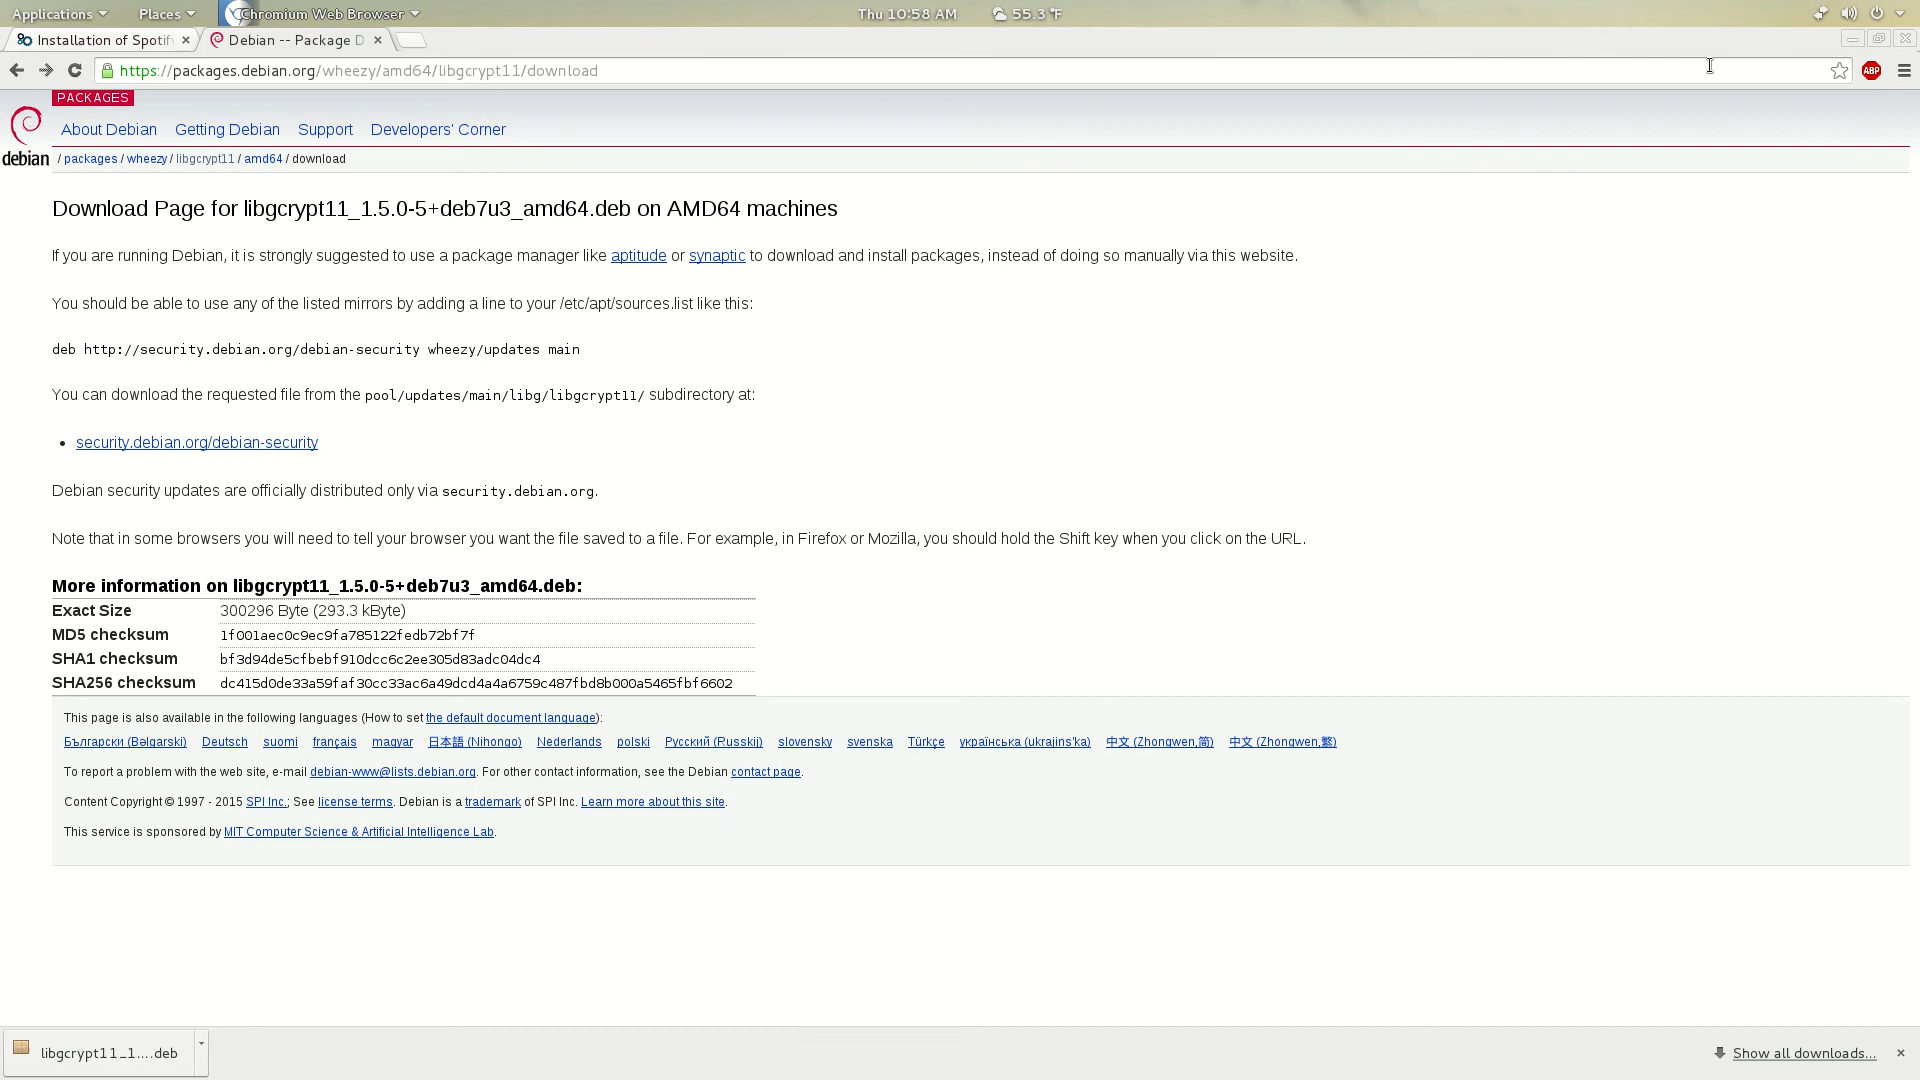 Applications Places Chromium Web Browser Thu 10:58 AM 55.3 °F
Installation of Spotify Debian -- Package D
https://packages.debian.org/wheezy/amd64/libgcrypt11/download ABP
PACKAGES
debian
About Debian Getting Debian Support Developers' Corner
/ packages / wheezy / libgcrypt11 / amd64 / download
Download Page for libgcrypt11_1.5.0-5+deb7u3_amd64.deb on AMD64 machines
If you are running Debian, it is strongly suggested to use a package manager like aptitude or synaptic to download and install packages, instead of doing so manually via this website.
You should be able to use any of the listed mirrors by adding a line to your /etc/apt/sources.list like this:
deb http://security.debian.org/debian-security wheezy/updates main
You can download the requested file from the pool/updates/main/libg/libgcrypt11/ subdirectory at:
• security.debian.org/debian-security
Debian security updates are officially distributed only via security.debian.org.
Note that in some browsers you will need to tell your browser you want the file saved to a file. For example, in Firefox or Mozilla, you should hold the Shift key when you click on the URL.
More information on libgcrypt11_1.5.0-5+deb7u3_amd64.deb:
Exact Size 300296 Byte (293.3 kByte)
MD5 checksum 1f001aec0c9ec9fa785122fedb72bf7f
SHA1 checksum bf3d94de5cfbebf910dcc6c2ee305d83adc04dc4
SHA256 checksum dc415d0de33a59faf30cc33ac6a49dcd4a4a6759c487fbd8b000a5465fbf6602
This page is also available in the following languages (How to set the default document language):
Български (Bəlgarski) Deutsch suomi français magyar 日本語 (Nihongo) Nederlands polski Русский (Russkij) slovensky svenska Türkçe українська (ukrajins'ka) 中文 (Zhongwen,简) 中文 (Zhongwen,繁)
To report a problem with the web site, e-mail debian-www@lists.debian.org. For other contact information, see the Debian contact page.
Content Copyright © 1997 - 2015 SPI Inc.; See license terms. Debian is a trademark of SPI Inc. Learn more about this site.
This service is sponsored by MIT Computer Science & Artificial Intelligence Lab.
libgcrypt11_1....deb Show all downloads...